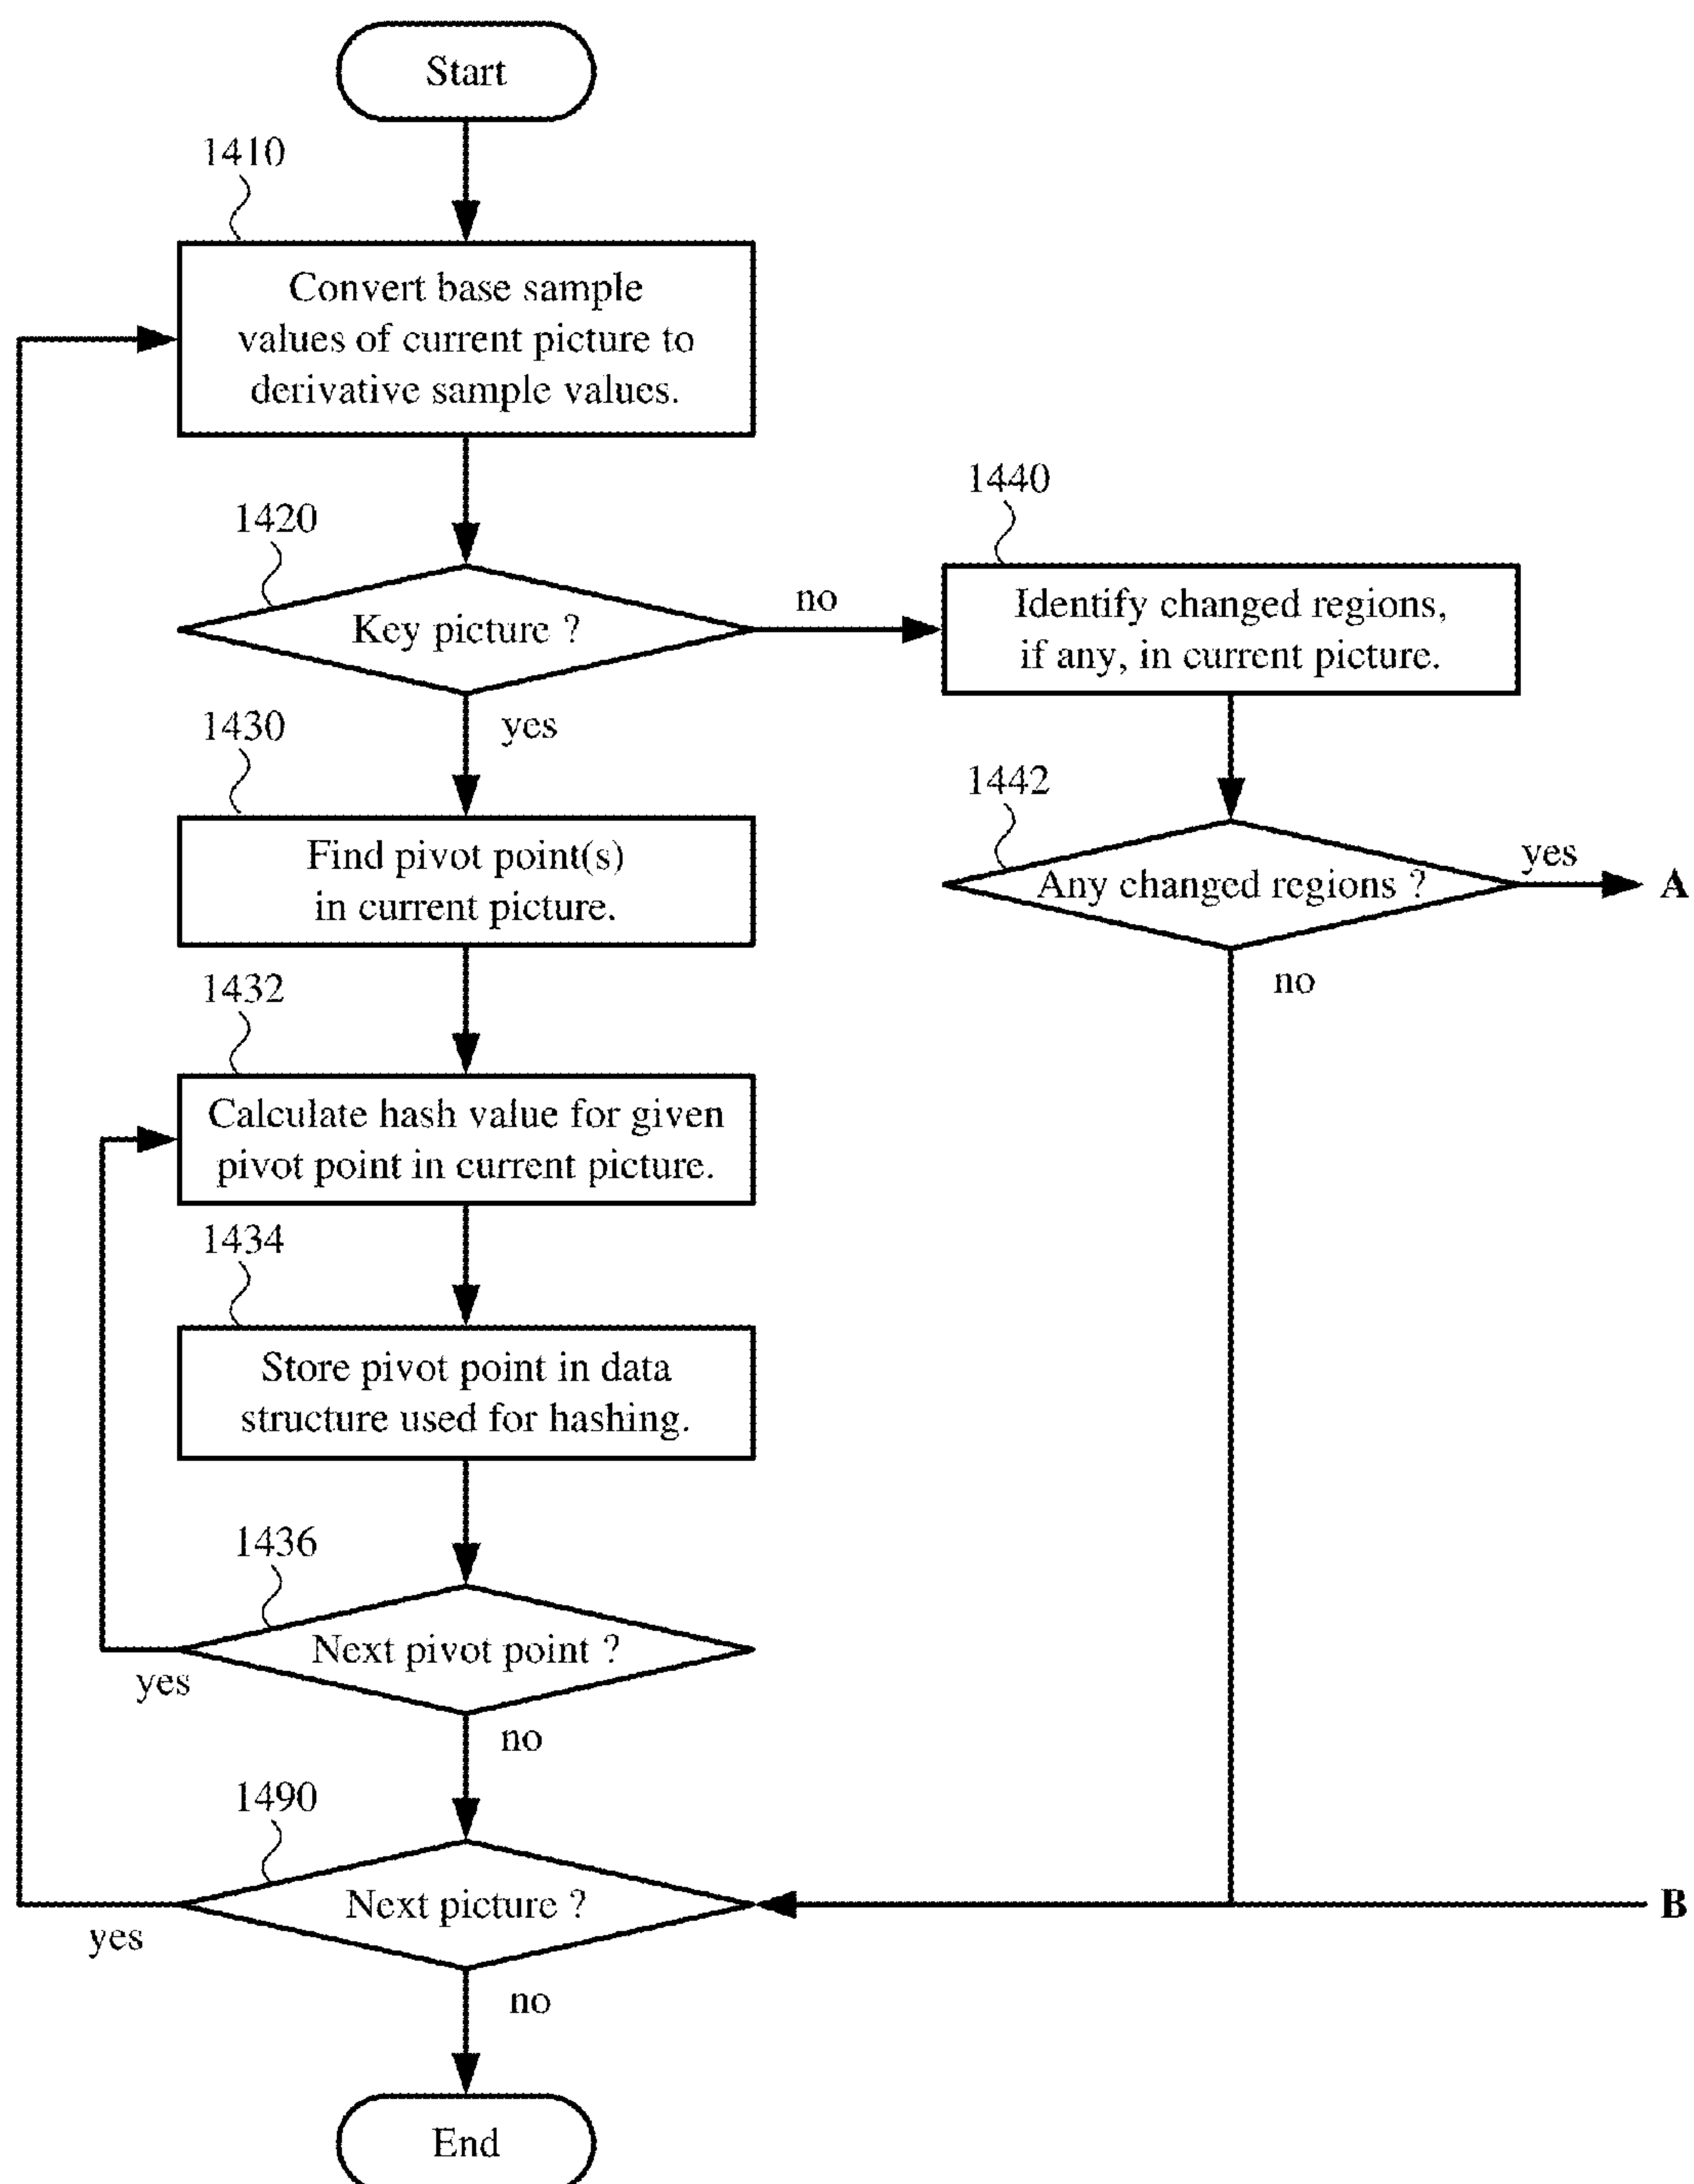 Start
1410
Convert base sample
values of current picture to
derivative sample values.
1420
Key picture ?
no
yes
1440
Identify changed regions,
if any, in current picture.
1442
Any changed regions ?
yes
A
no
1430
Find pivot point(s)
in current picture.
1432
Calculate hash value for given
pivot point in current picture.
1434
Store pivot point in data
structure used for hashing.
1436
Next pivot point ?
yes
no
1490
Next picture ?
B
yes
no
End